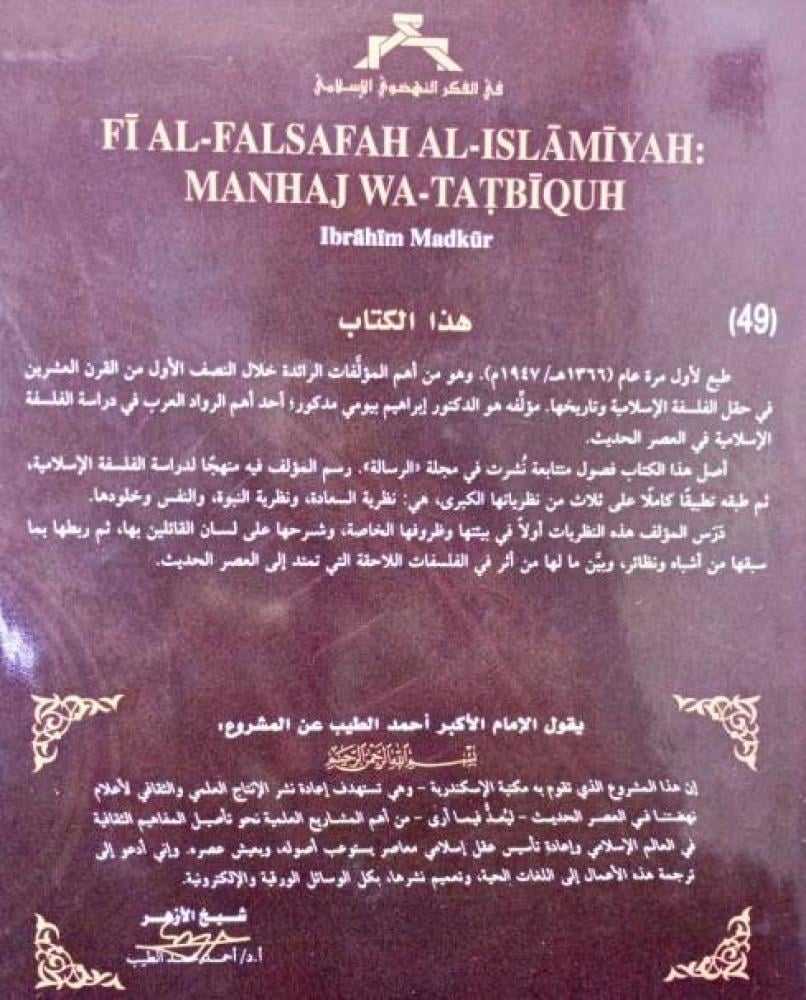 في الفكر النهضوي الإسلامي
FĪ AL-FALSAFAH AL-ISLĀMĪYAH:
MANHAJ WA-TAṬBĪQUH
Ibrāhīm Madkūr
(49)
هذا الكتاب
طبع لأول مرة عام (١٣٦٦هـ/١٩٤٧م). وهو من أهم المؤلَّفات الرائدة خلال النصف الأول من القرن العشرين
في حقل الفلسفة الإسلامية وتاريخها. مؤلِّفه هو الدكتور إبراهيم بيومي مدكور؛ أحد أهم الرواد العرب في دراسة الفلسفة
الإسلامية في العصر الحديث.
أصل هذا الكتاب فصول متتابعة نُشرت في مجلة «الرسالة». رسم المؤلف فيه منهجًا لدراسة الفلسفة الإسلامية،
ثم طبقه تطبيقًا كاملًا على ثلاث من نظرياتها الكبرى، هي: نظرية السعادة، ونظرية النبوة، والنفس وخلودها.
دَرَس المؤلف هذه النظريات أولاً في بيئتها وظروفها الخاصة، وشرحها على لسان القائلين بها، ثم ربطها بما
سبقها من أشباه ونظائر، وبيَّن ما لها من أثر في الفلسفات اللاحقة التي تمتد إلى العصر الحديث.
يقول الإمام الأكبر أحمد الطيب عن المشروع:
بسم الله الرحمن الرحيم
إن هذا المشروع الذي تقوم به مكتبة الإسكندرية - وهي تستهدف إعادة نشر الإنتاج العلمي والثقافي لأعلام
نهضتنا في العصر الحديث - ليُعدُّ فيما أرى - من أهم المشاريع العلمية نحو تأصيل المفاهيم الثقافية
في العالم الإسلامي وإعادة تأسيس عقل إسلامي معاصر يستوعب أصوله، ويعيش عصره. وإني أدعو إلى
ترجمة هذه الأعمال إلى اللغات الحية، وتعميم نشرها، بكل الوسائل الورقية والإلكترونية.
شيخ الأزهر
أ.د/ أحمد محمد الطيب